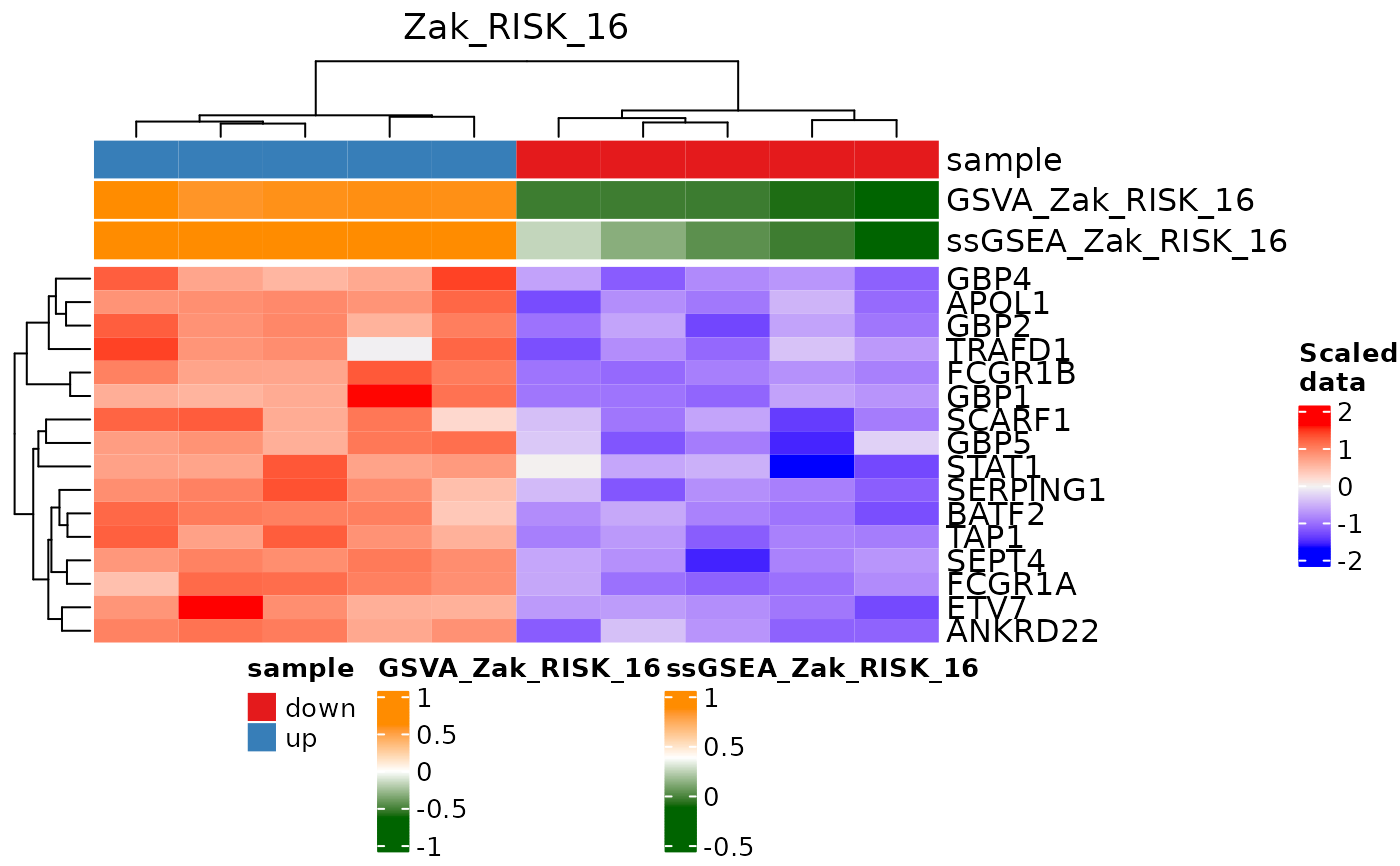 Zak_RISK_16
sample
GSVA_Zak_RISK_16
ssGSEA_Zak_RISK_16
GBP4
APOL1
GBP2
TRAFD1
FCGR1B
GBP1
SCARF1
GBP5
STAT1
SERPING1
BATF2
TAP1
SEPT4
FCGR1A
ETV7
ANKRD22
Scaled
data
2
1
0
-1
-2
sample
down
up
GSVA_Zak_RISK_16
1
0.5
0
-0.5
-1
ssGSEA_Zak_RISK_16
1
0.5
0
-0.5